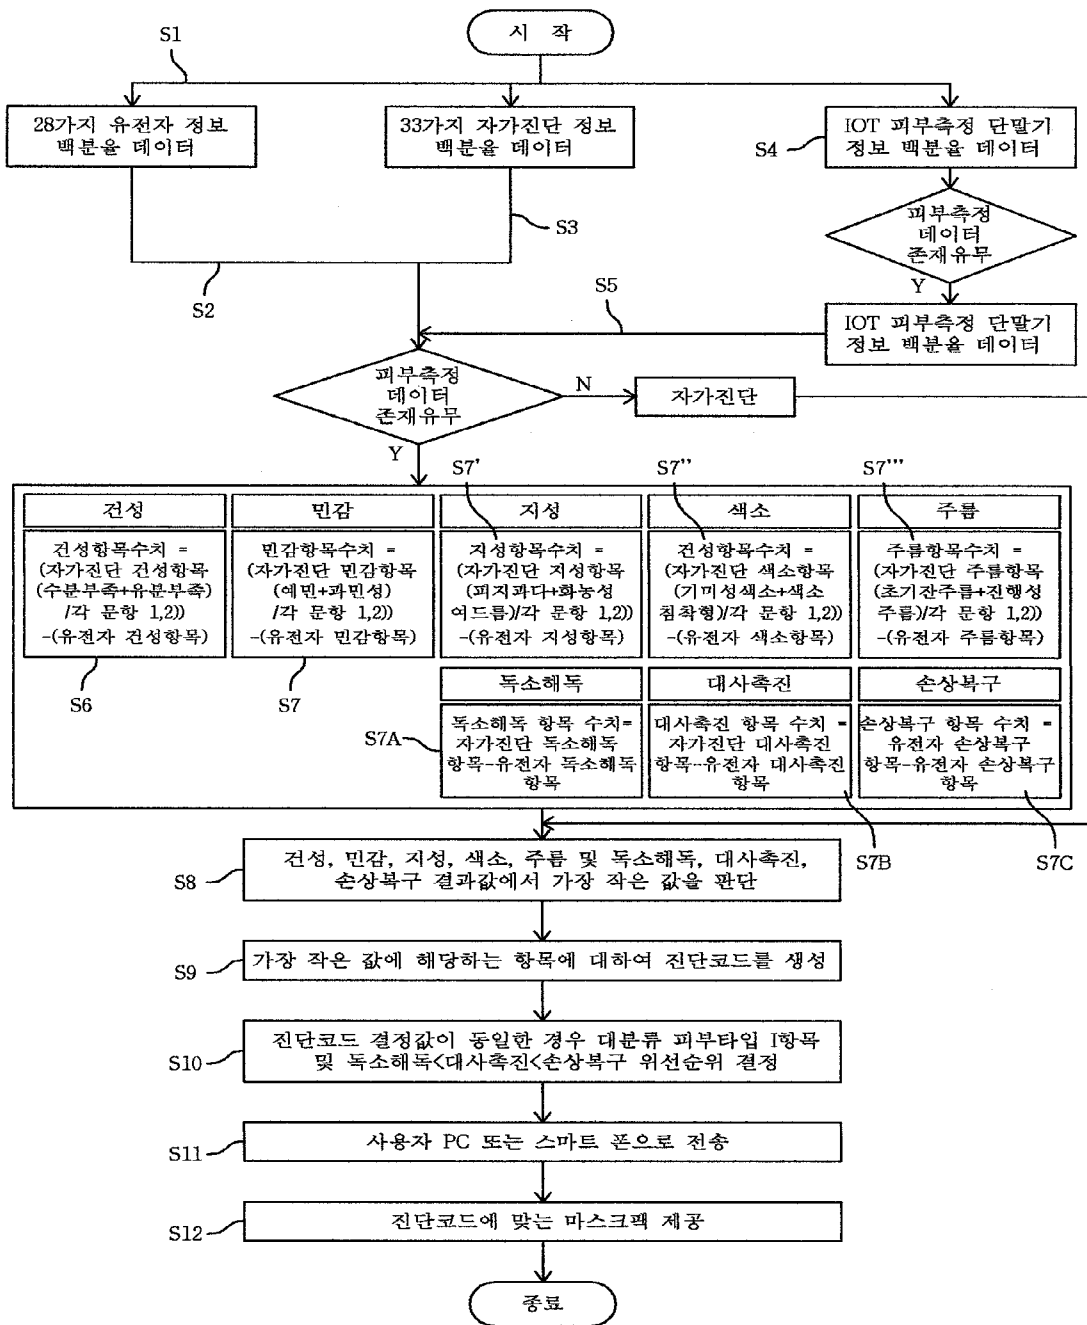 시 작
S1
28가지 유전자 정보
백분율 데이터
33가지 자가진단 정보
백분율 데이터
IOT 피부측정 단말기
정보 백분율 데이터
S4
피부측정
데이터
존재유무
S3
S2
Y
S5
IOT 피부측정 단말기
정보 백분율 데이터
피부측정
데이터
존재유무
N
자가진단
Y
S7'
S7''
S7'''
건성
민감
지성
색소
주름
건성항목수치 =
(자가진단 건성항목
(수분부족+유분부족)
/각 문항 1,2))
-(유전자 건성항목)
민감항목수치 =
(자가진단 민감항목
(예민+과민성)
/각 문항 1,2))
-(유전자 민감항목)
지성항목수치 =
(자가진단 지성항목
(피지과다+화농성
여드름)/각 문항 1,2))
-(유전자 지성항목)
건성항목수치 =
(자가진단 색소항목
(기미성색소+색소
침착형)/각 문항 1,2))
-(유전자 색소항목)
주름항목수치 =
(자가진단 주름항목
(초기잔주름+진행성
주름)/각 문항 1,2))
-(유전자 주름항목)
S6
S7
독소해독
대사촉진
손상복구
S7A
독소해독 항목 수치=
자가진단 독소해독
항목-유전자 독소해독
항목
대사촉진 항목 수치 =
자가진단 대사촉진
항목-유전자 대사촉진
항목
손상복구 항목 수치 =
유전자 손상복구
항목-유전자 손상복구
항목
S7B
S7C
S8
건성, 민감, 지성, 색소, 주름 및 독소해독, 대사촉진,
손상복구 결과값에서 가장 작은 값을 판단
S9
가장 작은 값에 해당하는 항목에 대하여 진단코드를 생성
S10
진단코드 결정값이 동일한 경우 대분류 피부타입 I항목
및 독소해독<대사촉진<손상복구 위선순위 결정
S11
사용자 PC 또는 스마트 폰으로 전송
S12
진단코드에 맞는 마스크팩 제공
종료